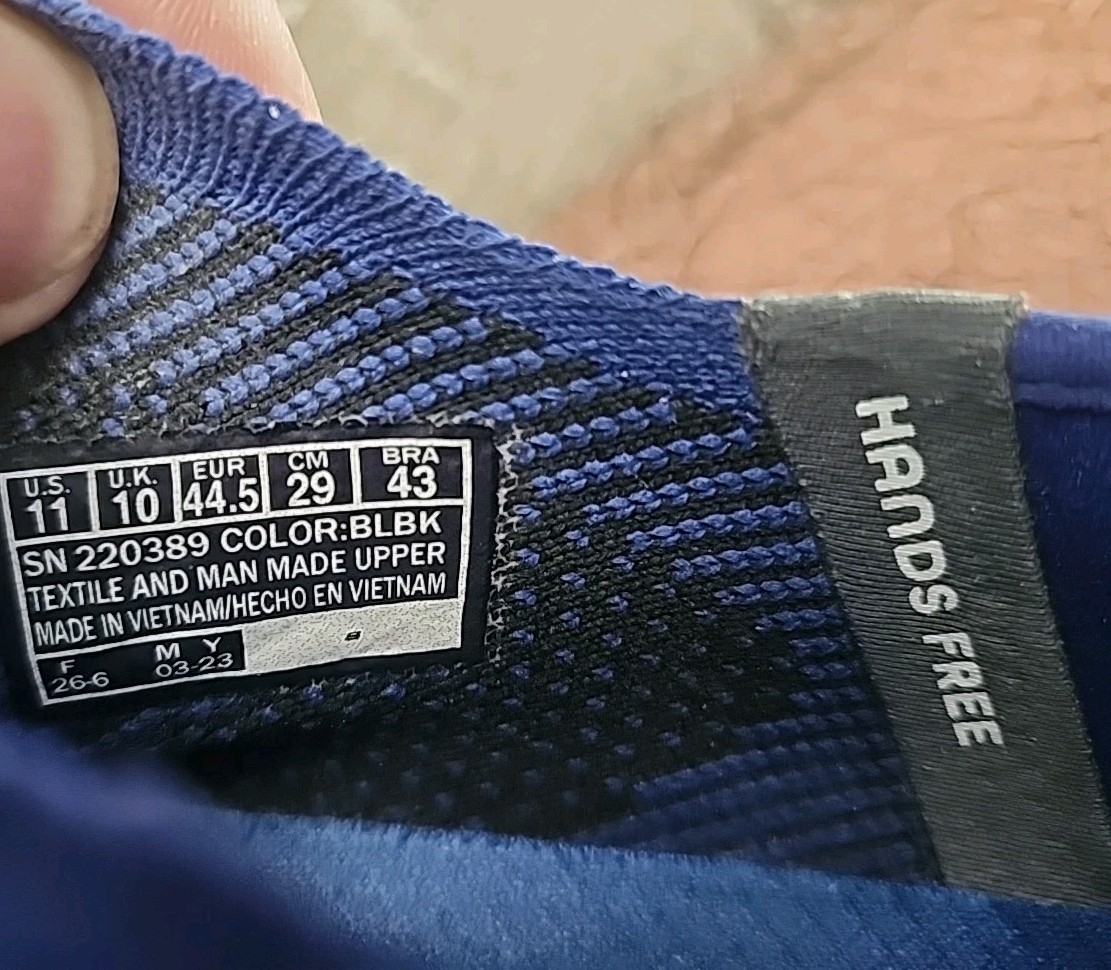 U.S. U.K. EUR CM BRA
11 10 44.5 29 43
SN 220389 COLOR:BLBK
TEXTILE AND MAN MADE UPPER
MADE IN VIETNAM/HECHO EN VIETNAM
F M Y
26-6 03-23
HANDS FREE